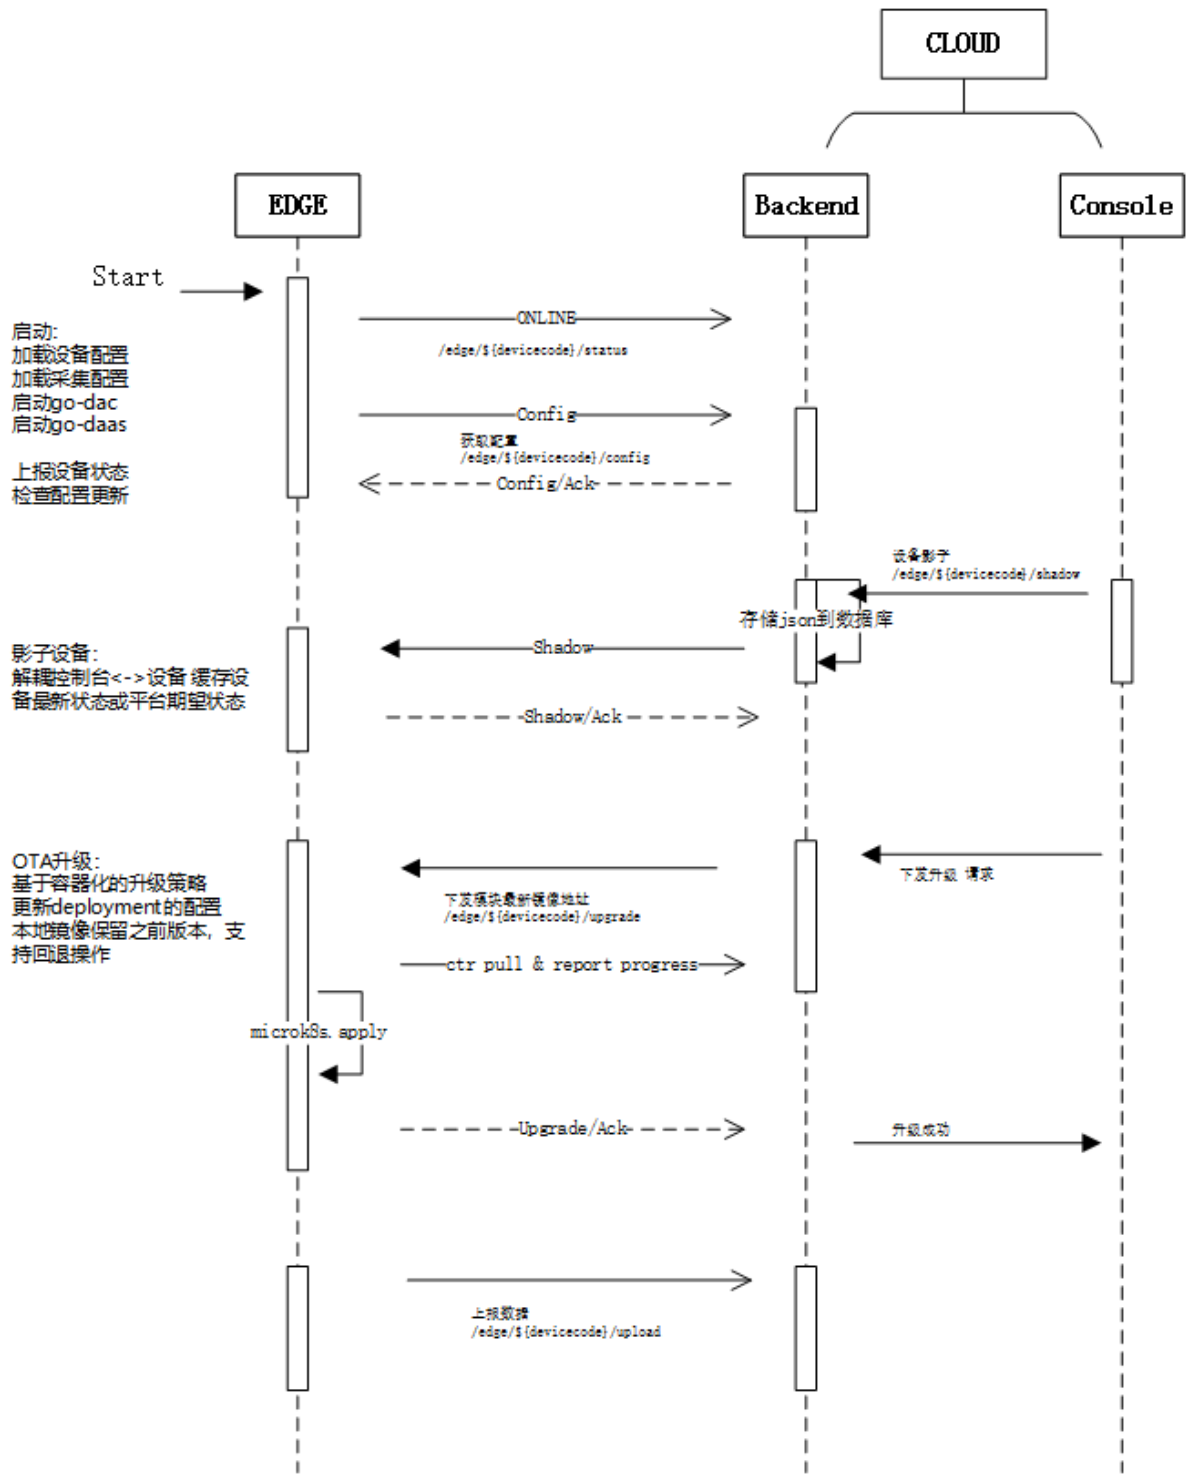 CLOUD
EDGE
Backend
Console
Start
ONLINE
/edge/${devicecode}/status
启动：
加载设备配置
加载采集配置
启动go-dac
启动go-daas
上报设备状态
检查配置更新
Config
获取配置
/edge/${devicecode}/config
Config/Ack
设备影子
/edge/${devicecode}/shadow
存储json到数据库
Shadow
影子设备：
解耦控制台<->设备 缓存设
备最新状态或平台期望状态
Shadow/Ack
OTA升级：
基于容器化的升级策略
更新deployment的配置
本地镜像保留之前版本，支
持回退操作
下发升级 请求
下发模块最新镜像地址
/edge/${devicecode}/upgrade
ctr pull & report progress
microk8s.apply
Upgrade/Ack
升级成功
上报数据
/edge/${devicecode}/upload